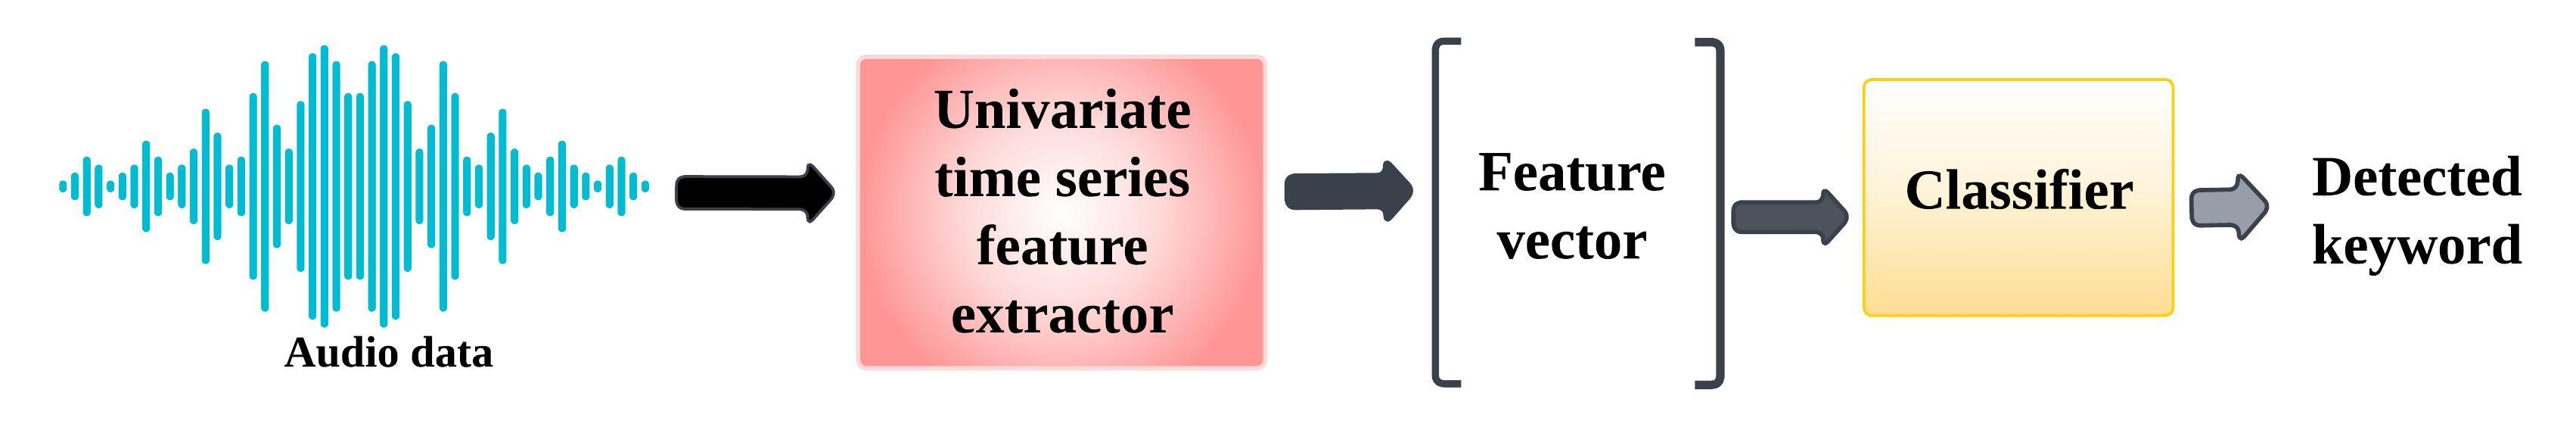 Audio data
Univariate
time series
feature
extractor
Feature
vector
Classifier
Detected
keyword